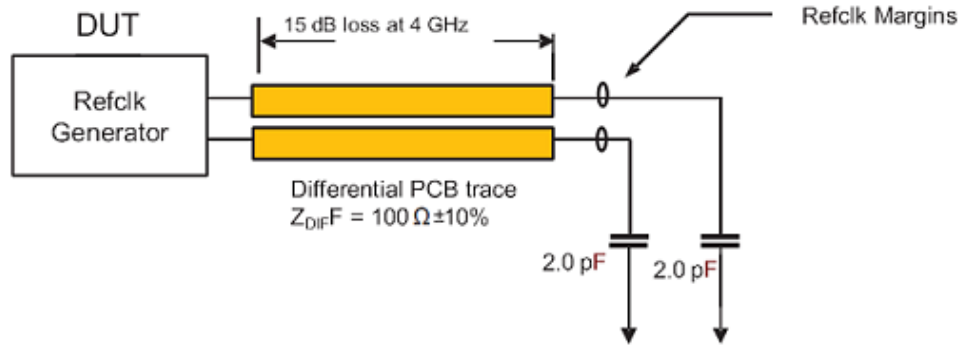 DUT
15 dB loss at 4 GHz
Refclk Margins
Refclk
Generator
Differential PCB trace
ZDIFF = 100 Ω±10%
2.0 pF
2.0 pF